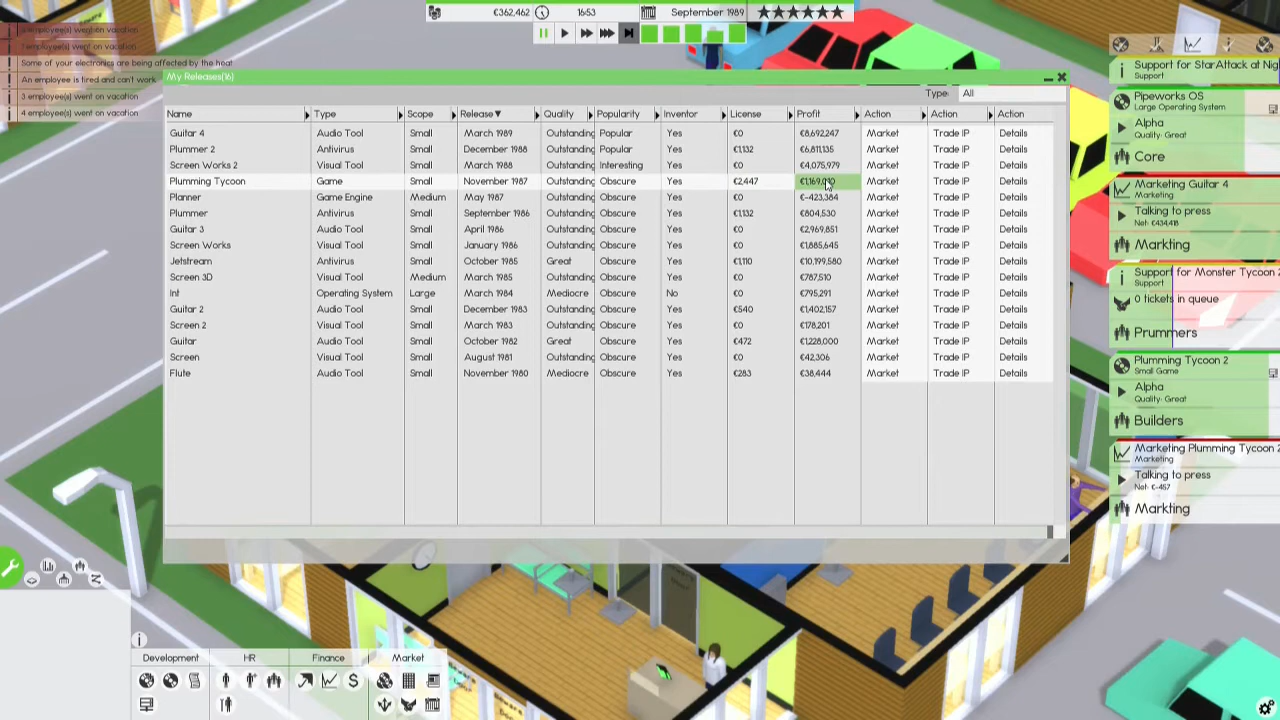 €362,462 16:53 September 1989
employee(s) went on vacation
1 employee(s) went on vacation
Some of your electronics are being affected by the heat
An employee is tired and can't work
3 employee(s) went on vacation
4 employee(s) went on vacation
My Releases(16)
Type: All
Name Type Scope Release▼ Quality Popularity Inventor License Profit Action Action Action
Guitar 4 Audio Tool Small March 1989 Outstanding Popular Yes €0 €8,692,247 Market Trade IP Details
Plummer 2 Antivirus Small December 1988 Outstanding Popular Yes €1,132 €6,811,135 Market Trade IP Details
Screen Works 2 Visual Tool Small March 1988 Outstanding Interesting Yes €0 €4,075,979 Market Trade IP Details
Plumming Tycoon Game Small November 1987 Outstanding Obscure Yes €2,447 Market Trade IP Details
Planner Game Engine Medium May 1987 Outstanding Obscure Yes €0 €-423,384 Market Trade IP Details
Plummer Antivirus Small September 1986 Outstanding Obscure Yes €1,132 €804,530 Market Trade IP Details
Guitar 3 Audio Tool Small April 1986 Outstanding Obscure Yes €0 €2,969,851 Market Trade IP Details
Screen Works Visual Tool Small January 1986 Outstanding Obscure Yes €0 €1,885,645 Market Trade IP Details
Jetstream Antivirus Small October 1985 Great Obscure Yes €1,110 €10,199,580 Market Trade IP Details
Screen 3D Visual Tool Medium March 1985 Outstanding Obscure Yes €0 €787,510 Market Trade IP Details
Int Operating System Large March 1984 Mediocre Obscure No €0 €795,291 Market Trade IP Details
Guitar 2 Audio Tool Small December 1983 Outstanding Obscure Yes €540 €1,402,157 Market Trade IP Details
Screen 2 Visual Tool Small March 1983 Outstanding Obscure Yes €0 €178,201 Market Trade IP Details
Guitar Audio Tool Small October 1982 Great Obscure Yes €472 €1,228,000 Market Trade IP Details
Screen Visual Tool Small August 1981 Outstanding Obscure Yes €0 €42,306 Market Trade IP Details
Flute Audio Tool Small November 1980 Mediocre Obscure Yes €283 €38,444 Market Trade IP Details
Support for StarAttack at Nig
Support
Pipeworks OS
Large Operating System
Alpha
Quality: Great
Core
Marketing Guitar 4
Marketing
Talking to press
Net: €434,418
Markting
Support for Monster Tycoon 2
Support
0 tickets in queue
Prummers
Plumming Tycoon 2
Small Game
Alpha
Quality: Great
Builders
Marketing Plumming Tycoon 2
Marketing
Talking to press
Net: €-457
Markting
Development HR Finance Market